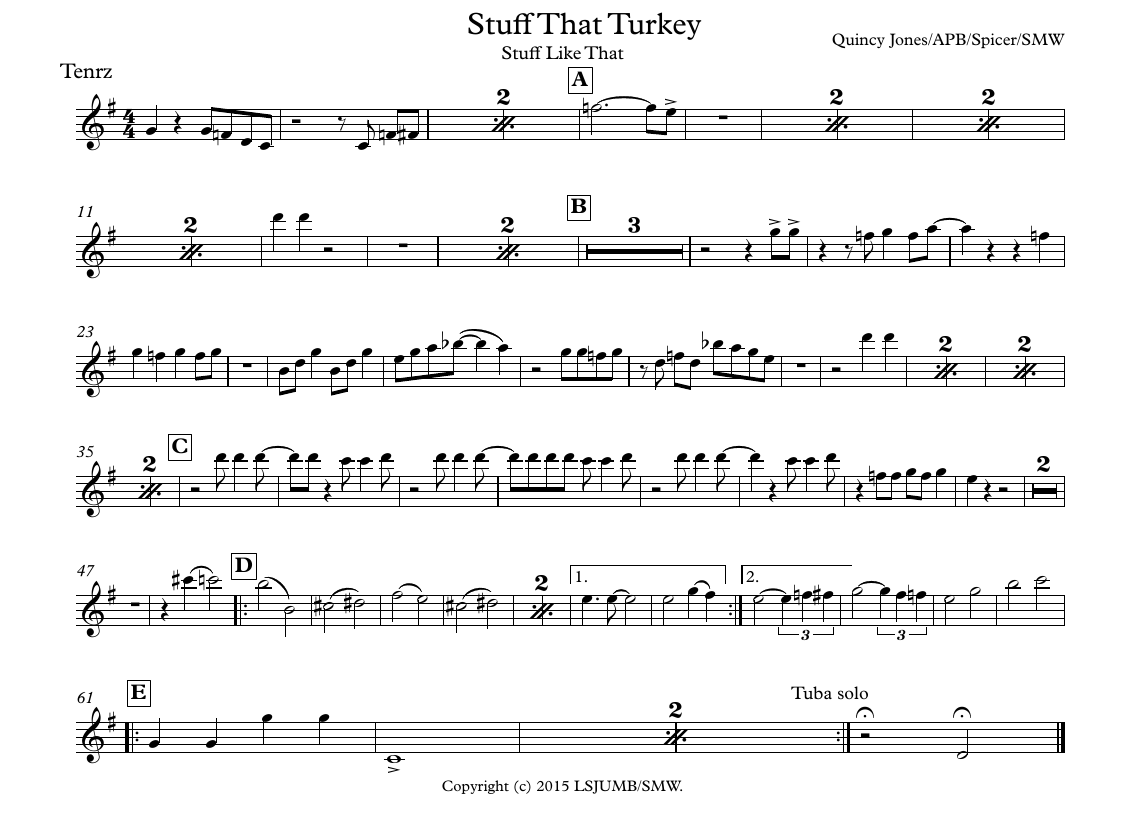 Stuff That Turkey
Stuff Like That
Quincy Jones/APB/Spicer/SMW
Tenrz
A
4
4
2
2
2
11
B
2
2
3
23
2
2
35
C
2
2
47
D
2
1.
2.
3
3
61
E
2
Tuba solo
Copyright (c) 2015 LSJUMB/SMW.